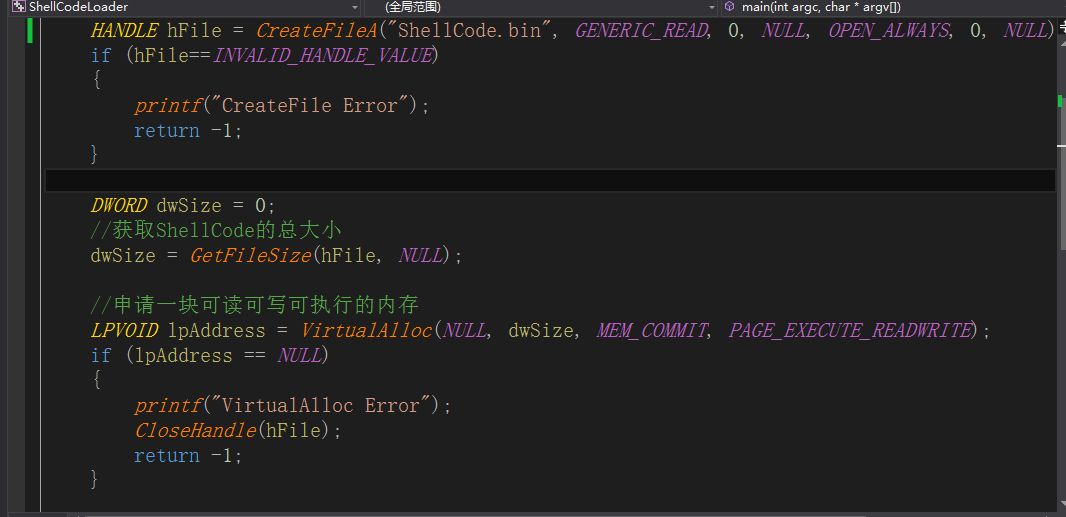 ShellCodeLoader (全局范围) main(int argc, char * argv[])
HANDLE hFile = CreateFileA("ShellCode.bin", GENERIC_READ, 0, NULL, OPEN_ALWAYS, 0, NULL)
if (hFile==INVALID_HANDLE_VALUE)
{
printf("CreateFile Error");
return -1;
}
DWORD dwSize = 0;
//获取ShellCode的总大小
dwSize = GetFileSize(hFile, NULL);
//申请一块可读可写可执行的内存
LPVOID lpAddress = VirtualAlloc(NULL, dwSize, MEM_COMMIT, PAGE_EXECUTE_READWRITE);
if (lpAddress == NULL)
{
printf("VirtualAlloc Error");
CloseHandle(hFile);
return -1;
}